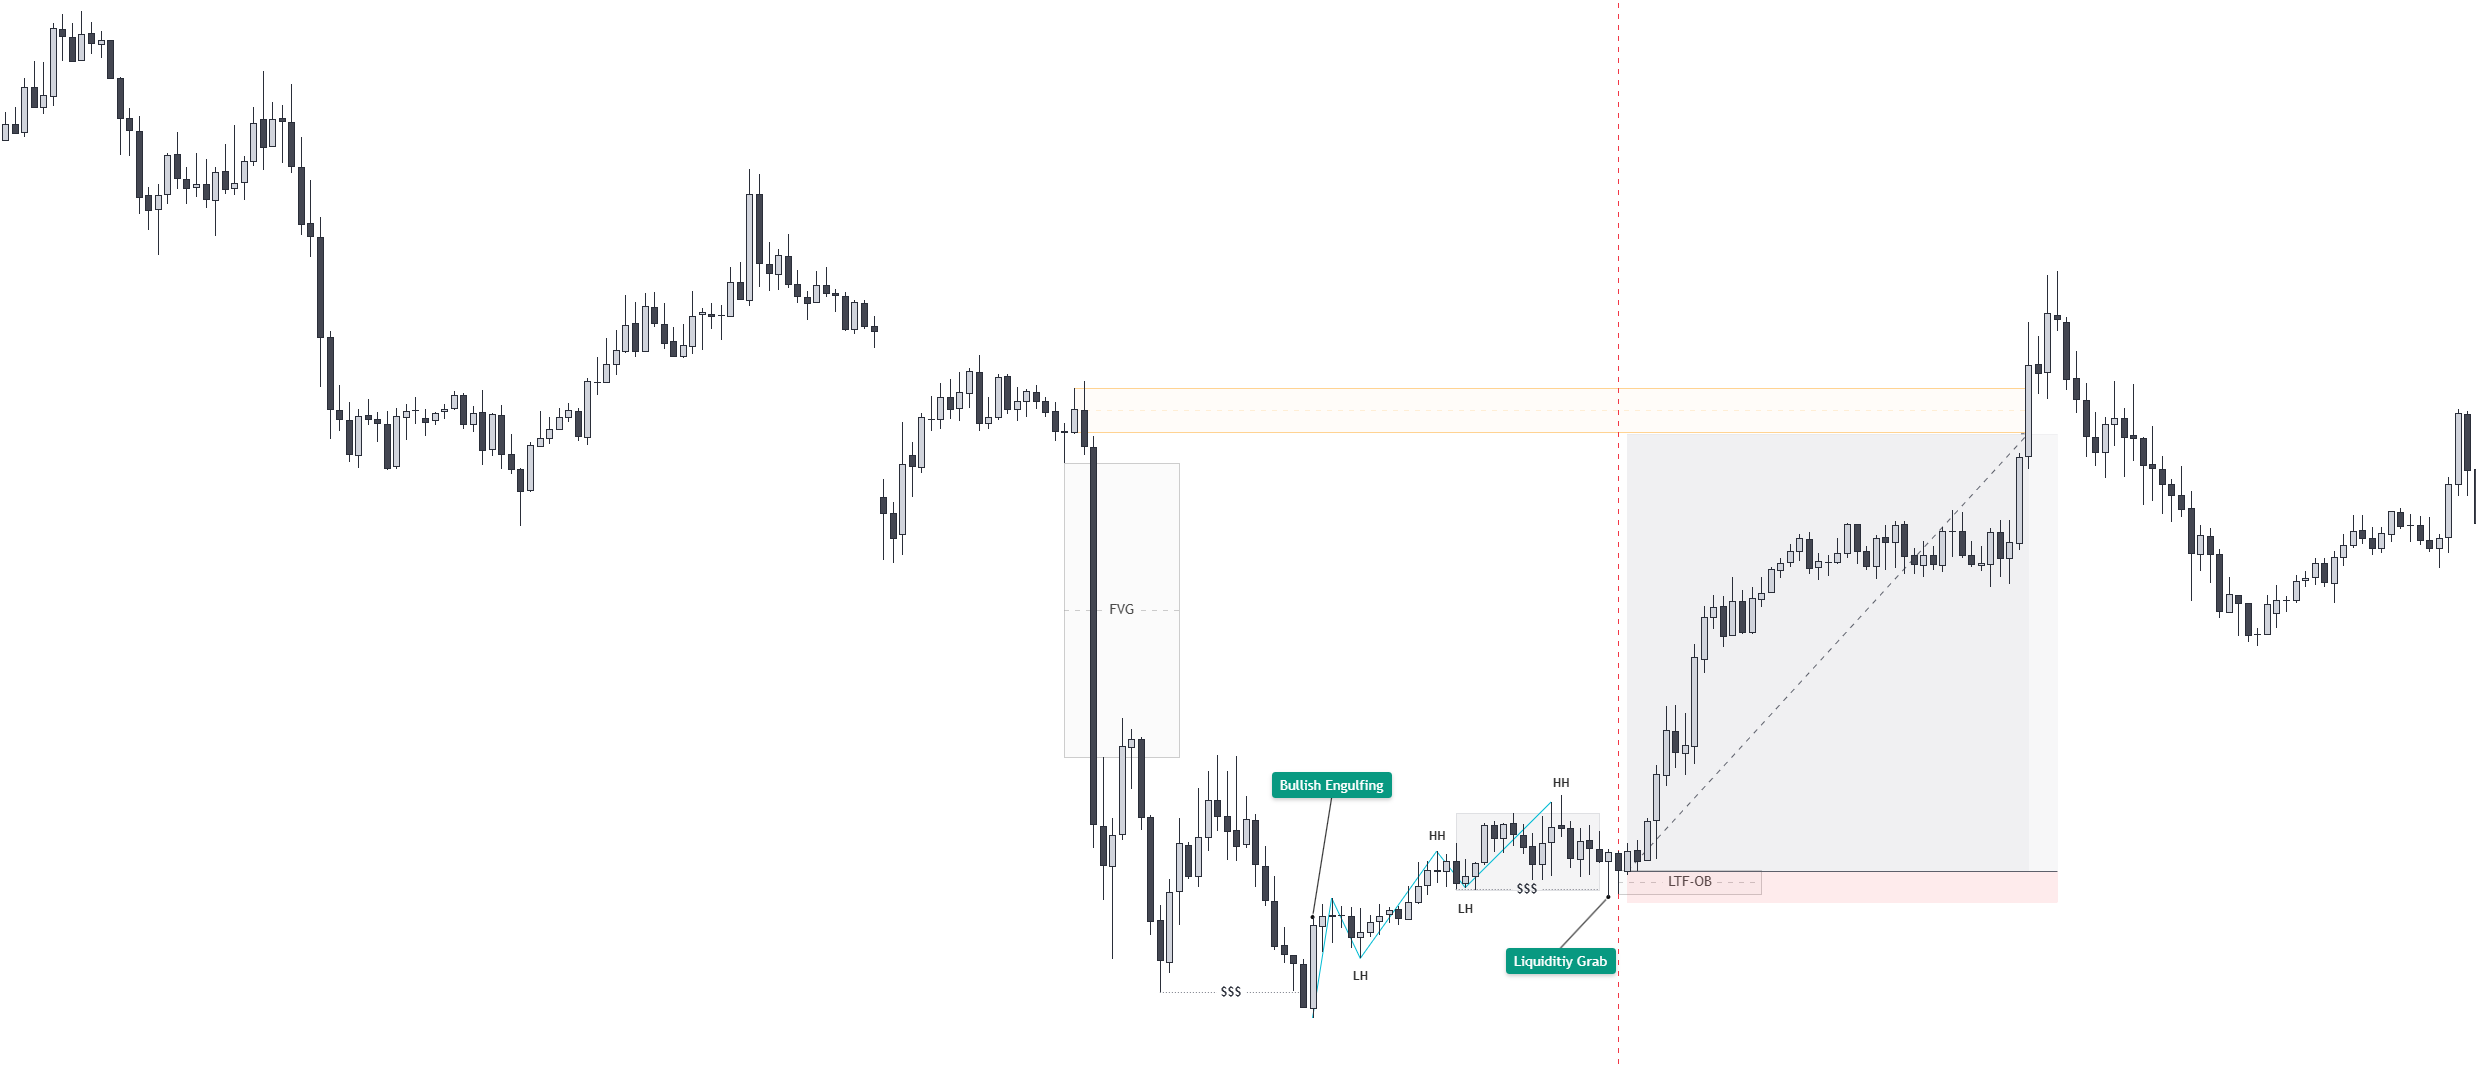 FVG
Bullish Engulfing
HH
HH
$$$
LTF-OB
LH
Liquiditiy Grab
LH
$$$